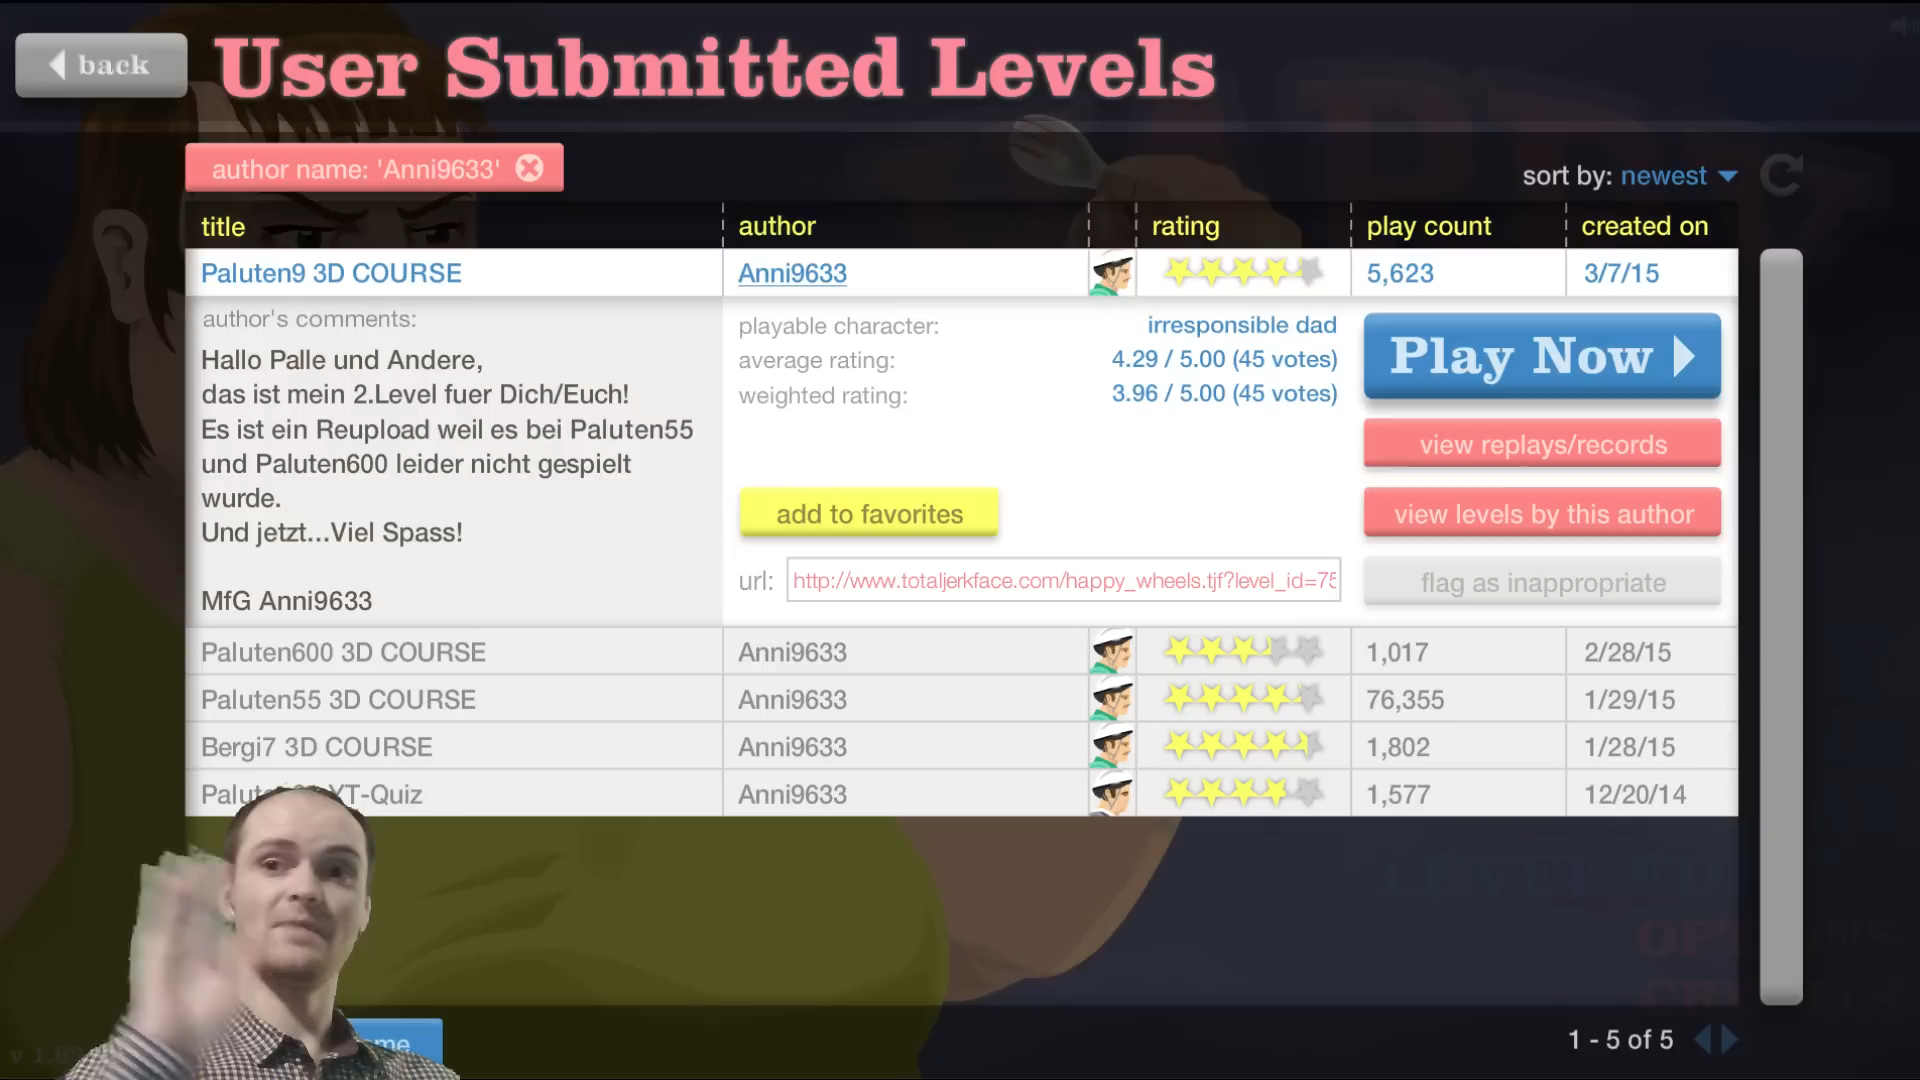 back
User Submitted Levels
author name: 'Anni9633'
sort by: newest
title author rating play count created on
Paluten9 3D COURSE Anni9633 5,623 3/7/15
author's comments:
Hallo Palle und Andere,
das ist mein 2.Level fuer Dich/Euch!
Es ist ein Reupload weil es bei Paluten55
und Paluten600 leider nicht gespielt
wurde.
Und jetzt...Viel Spass!
MfG Anni9633
playable character: irresponsible dad
average rating: 4.29 / 5.00 (45 votes)
weighted rating: 3.96 / 5.00 (45 votes)
add to favorites
url: http://www.totaljerkface.com/happy_wheels.tjf?level_id=75
Play Now
view replays/records
view levels by this author
flag as inappropriate
Paluten600 3D COURSE Anni9633 1,017 2/28/15
Paluten55 3D COURSE Anni9633 76,355 1/29/15
Bergi7 3D COURSE Anni9633 1,802 1/28/15
YT-Quiz Anni9633 1,577 12/20/14
1 - 5 of 5